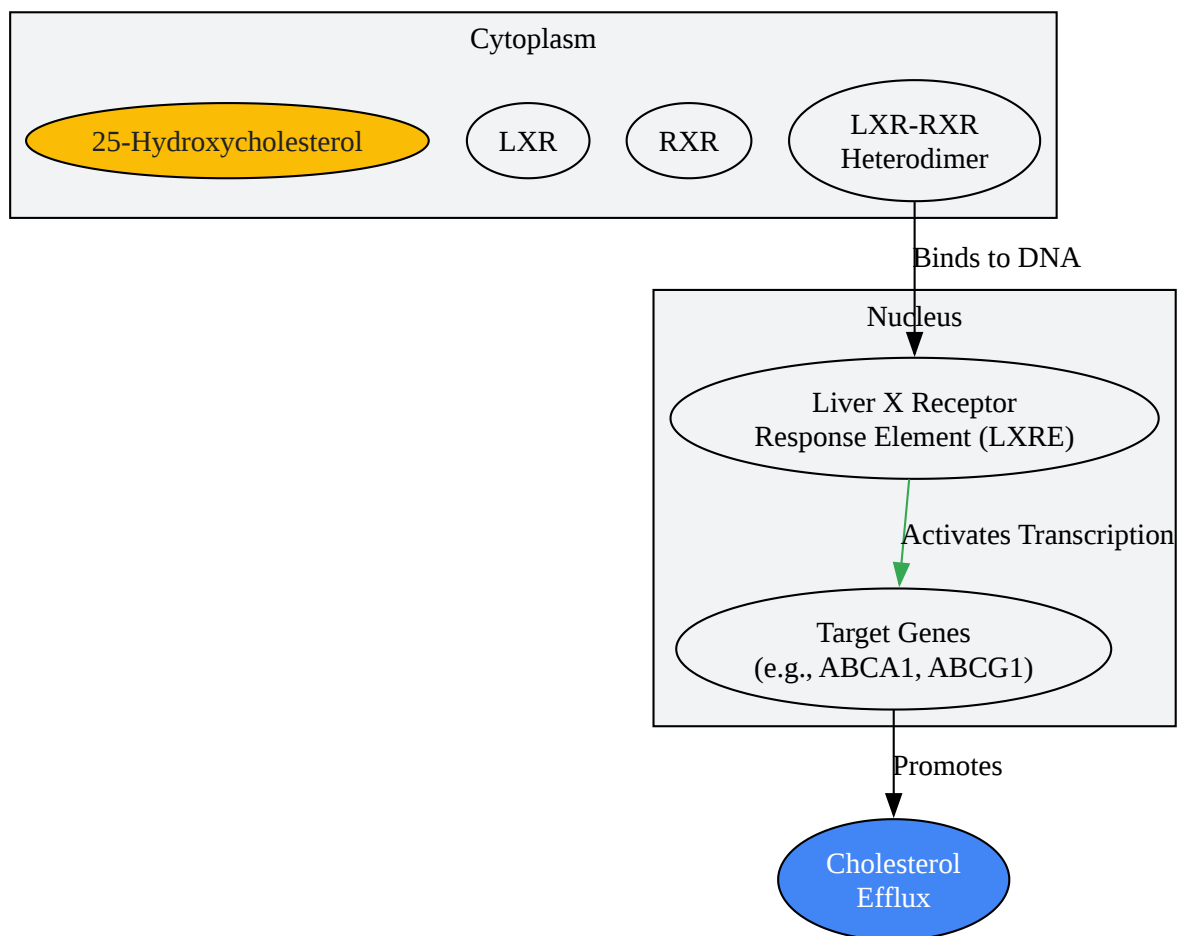 Cytoplasm
25-Hydroxycholesterol
LXR
RXR
LXR-RXR
Heterodimer
Binds to DNA
Nucleus
Liver X Receptor
Response Element (LXRE)
Activates Transcription
Target Genes
(e.g., ABCA1, ABCG1)
Promotes
Cholesterol
Efflux